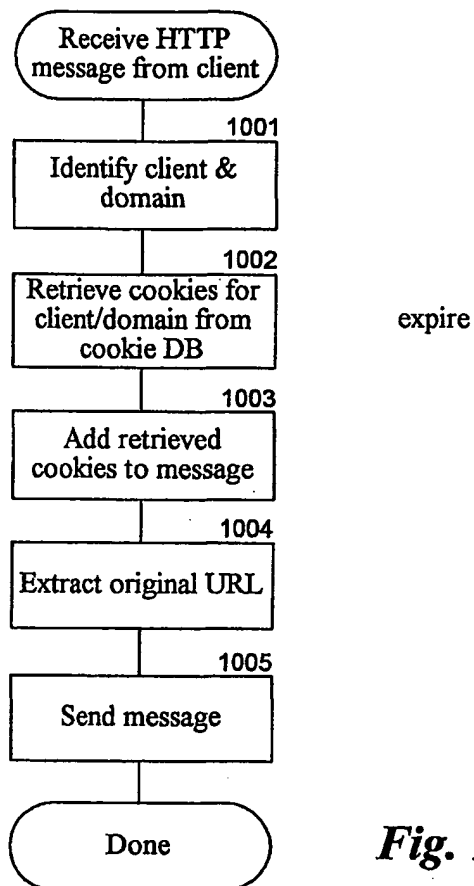 Receive HTTP
message from client
1001
Identify client &
domain
1002
Retrieve cookies for
client/domain from
cookie DB
expire
1003
Add retrieved
cookies to message
1004
Extract original URL
1005
Send message
Done
Fig.